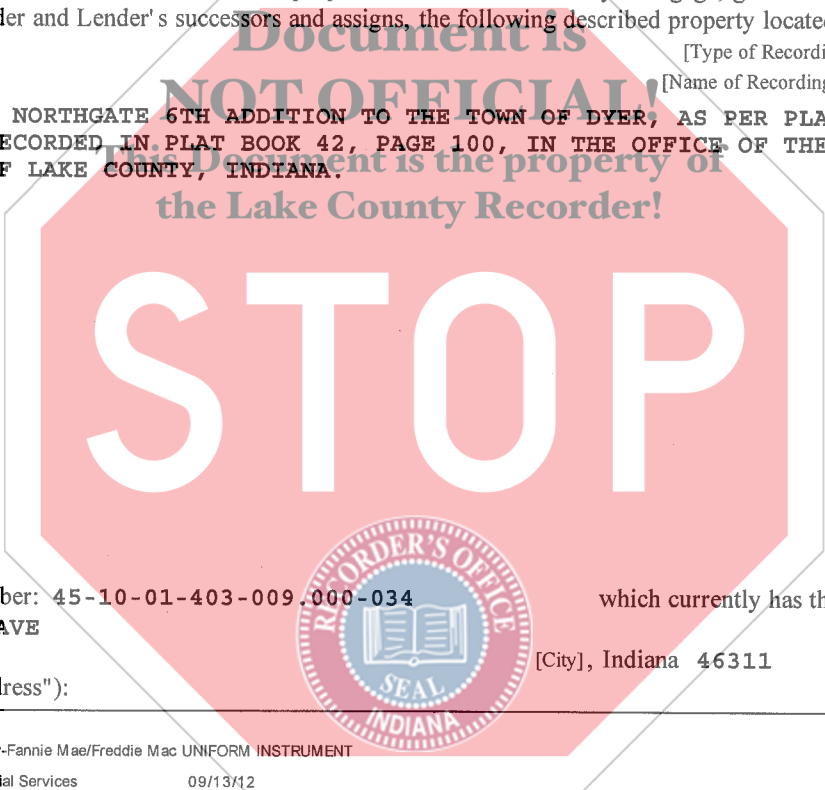 der and Lender's successors and assigns, the following described property located
Document is
[Type of Recordi
NOT OFFICIAL!
[Name of Recording
NORTHGATE 6TH ADDITION TO THE TOWN OF DYER, AS PER PLA
ECORDED IN PLAT BOOK 42, PAGE 100, IN THE OFFICE OF THE
This Document is the property of
F LAKE COUNTY, INDIANA.
the Lake County Recorder!
STOP
RECORDER'S OFFICE
ber: 45-10-01-403-009.000-034 which currently has th
AVE
[City], Indiana 46311
SEAL
dress"):
INDIANA
-Fannie Mae/Freddie Mac UNIFORM INSTRUMENT
ial Services 09/13/12